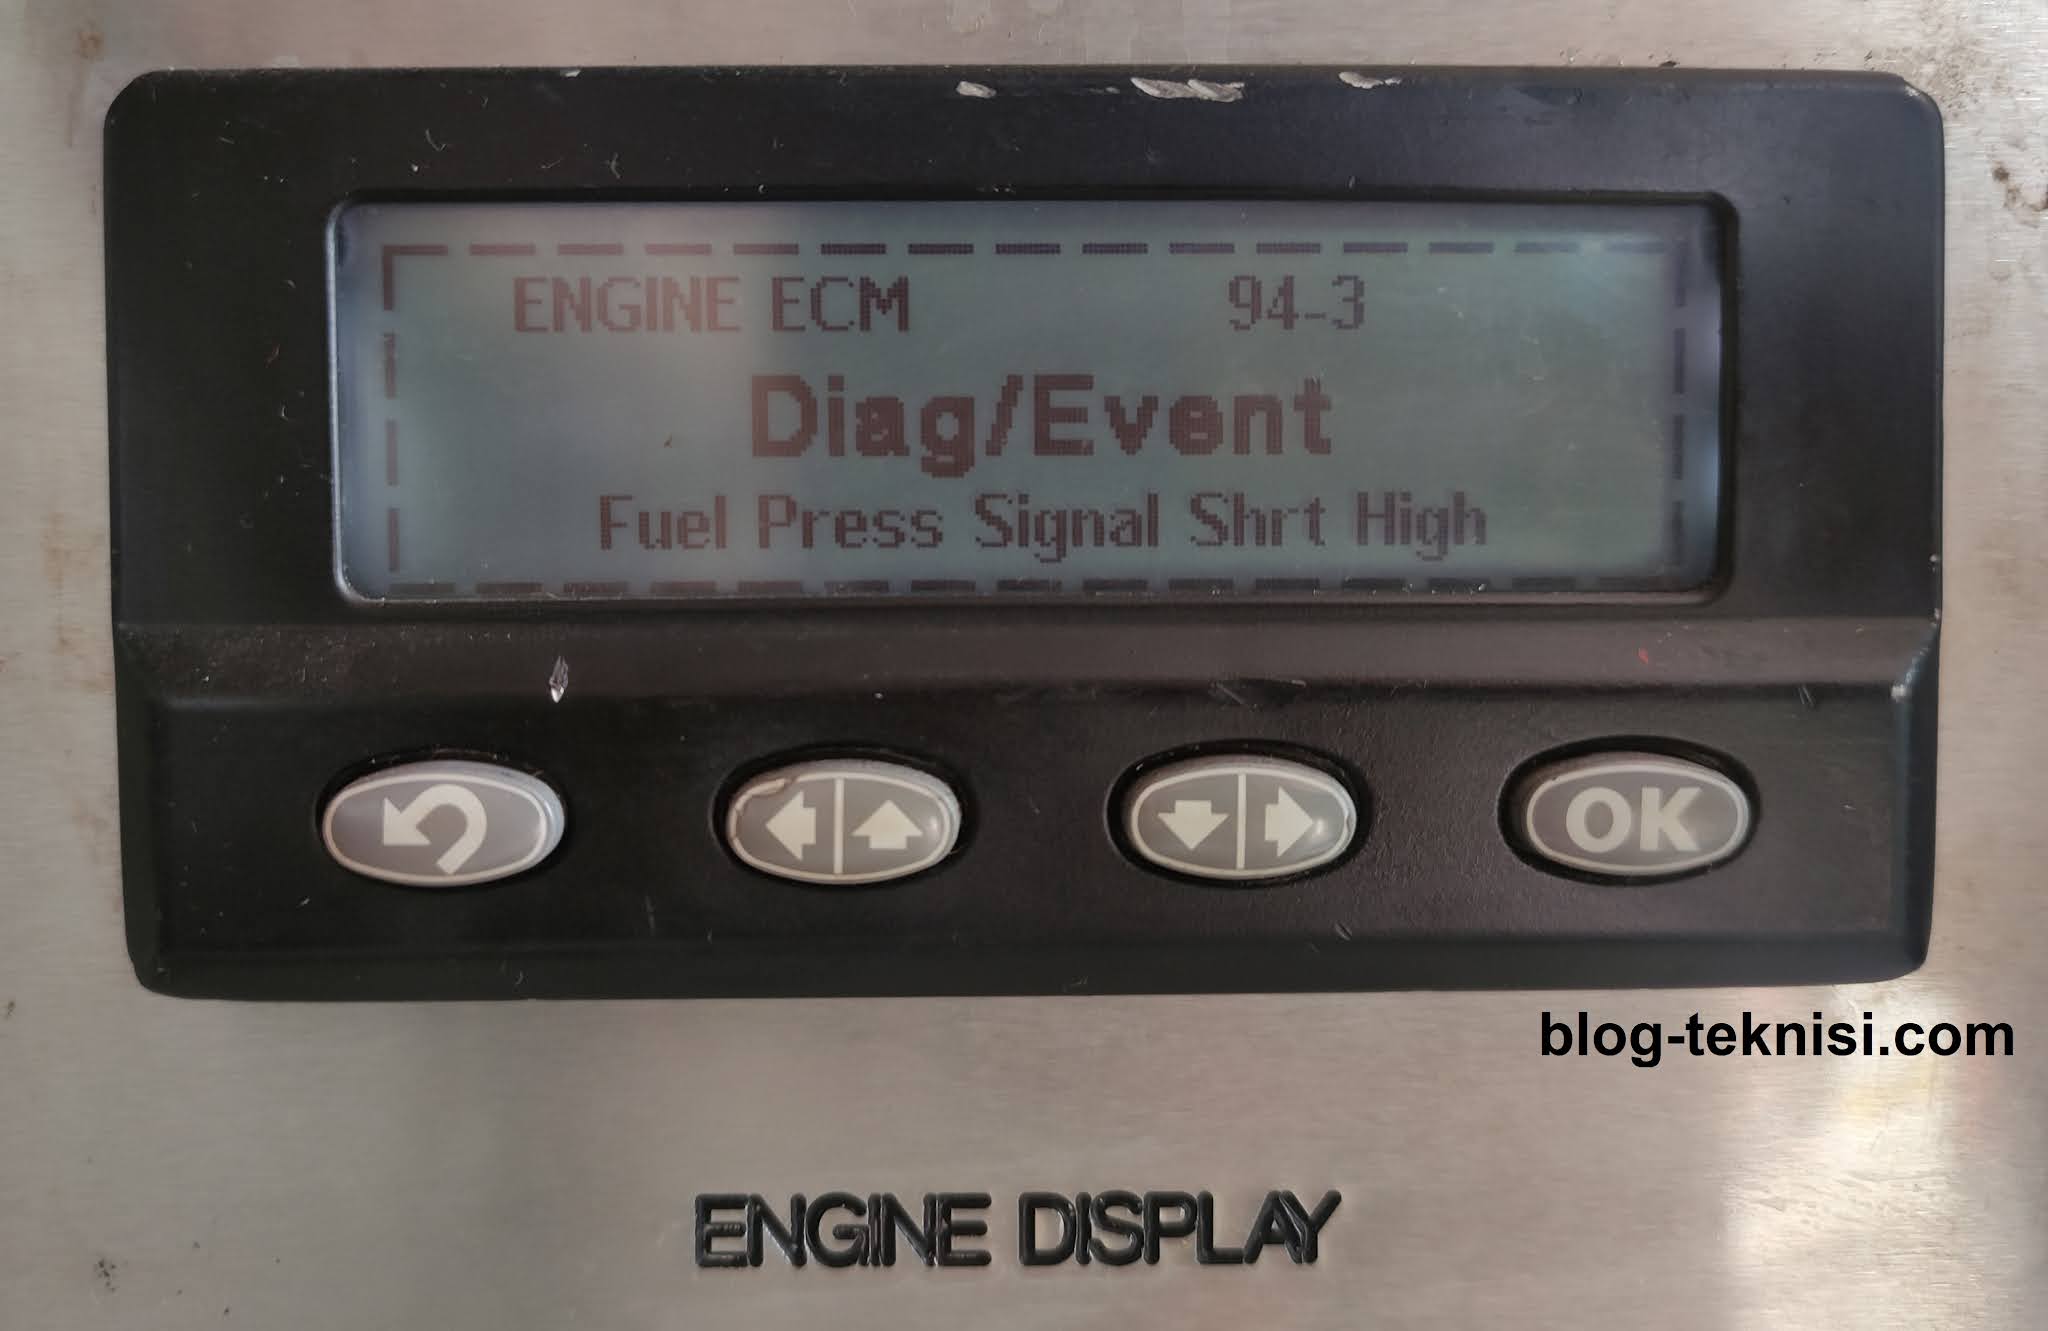 ENGINE ECM 94-3
Diag/Event
Fuel Press Signal Shrt High
OK
blog-teknisi.com
ENGINE DISPLAY